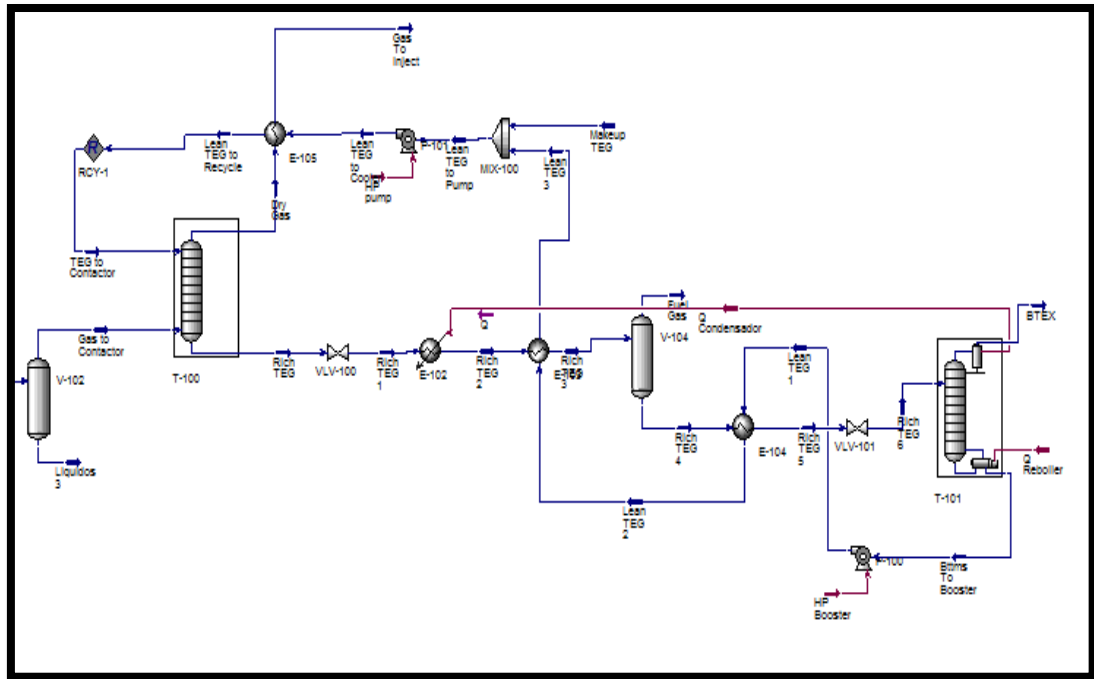 Gas
To
Inject
Lean
TEG to
Recycle
E-105
Lean
TEG
to
HP
pump
P-101
Lean
TEG
to
Pump
MIX-100
Makeup
TEG
Lean
TEG
3
R
RCY-1
Dry
Gas
TEG to
Contactor
Gas to
Contactor
V-102
Liquidos
3
T-100
Rich
TEG
VLV-100
Rich
TEG
1
E-102
Rich
TEG
2
Q
Rich
3
Fuel
Gas
V-104
Q
Condensador
BTEX
Lean
TEG
1
Rich
TEG
4
E-104
Rich
TEG
5
VLV-101
Rich
TEG
6
Q
Reboiler
T-101
Lean
TEG
2
P-100
Bttms
To
Booster
HP
Booster